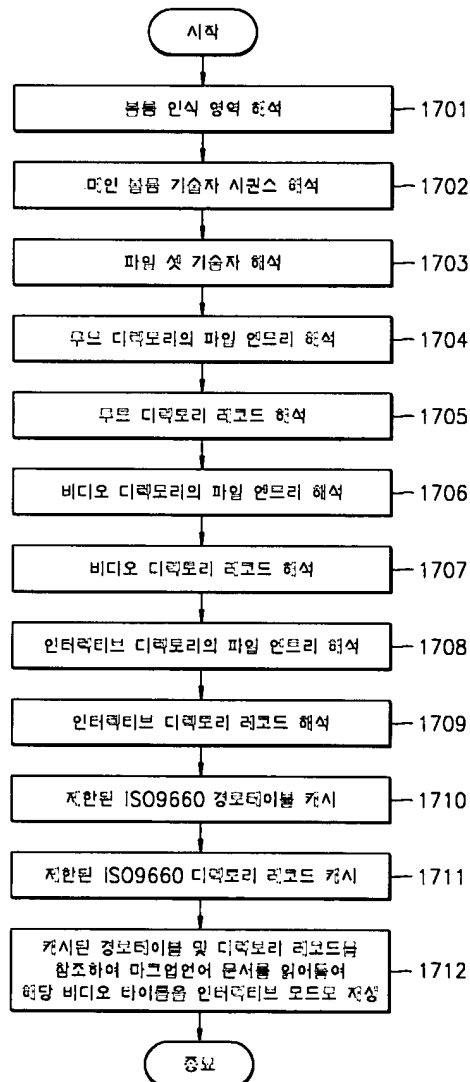 시작
볼륨 인식 영역 해석
1701
메인 볼륨 기술자 시퀀스 해석
1702
파일 셋 기술자 해석
1703
루트 디렉토리의 파일 엔트리 해석
1704
루트 디렉토리 레코드 해석
1705
비디오 디렉토리의 파일 엔트리 해석
1706
비디오 디렉토리 레코드 해석
1707
인터렉티브 디렉토리의 파일 엔트리 해석
1708
인터렉티브 디렉토리 레코드 해석
1709
제한된 ISO9660 경로테이블 캐시
1710
제한된 ISO9660 디렉토리 레코드 캐시
1711
캐시된 경로테이블 및 디렉토리 레코드를
참조하여 마크업언어 문서를 읽어들여
해당 비디오 타이틀을 인터렉티브 모드로 재생
1712
종료